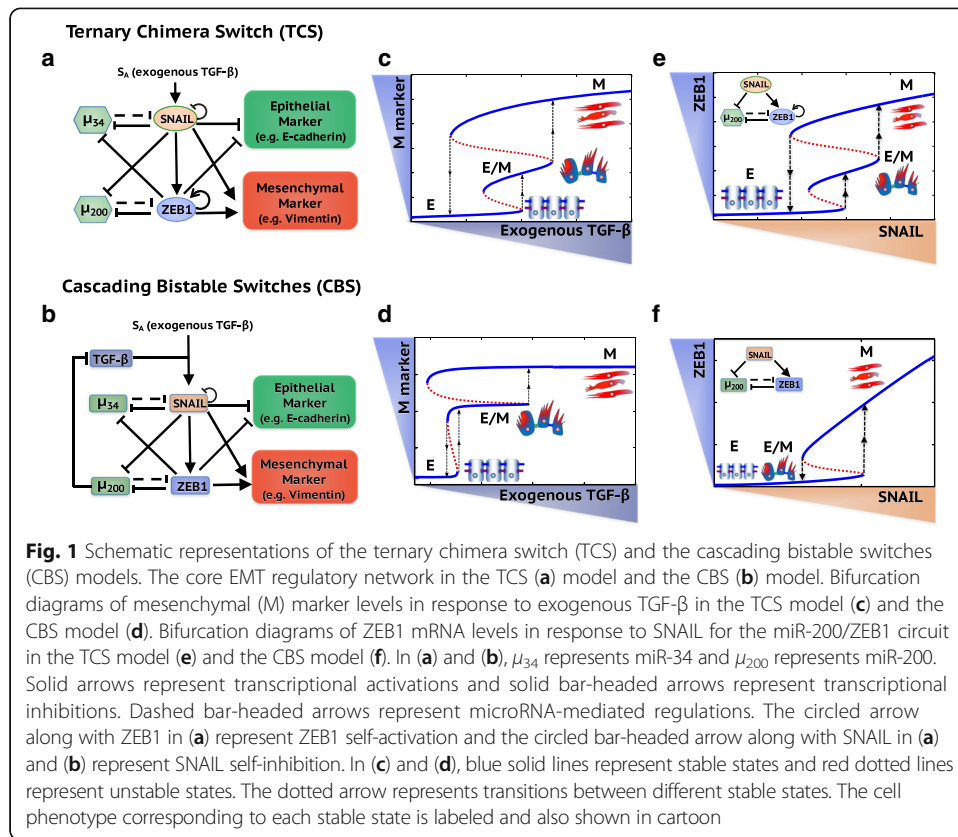 Ternary Chimera Switch (TCS)
a
S_A (exogenous TGF-β)
μ34
SNAIL
Epithelial
Marker
(e.g. E-cadherin)
μ200
ZEB1
Mesenchymal
Marker
(e.g. Vimentin)
c
M marker
M
E/M
E
Exogenous TGF-β
e
ZEB1
SNAIL
μ200
ZEB1
M
E/M
E
SNAIL
Cascading Bistable Switches (CBS)
b
S_A (exogenous TGF-β)
TGF-β
μ34
SNAIL
Epithelial
Marker
(e.g. E-cadherin)
μ200
ZEB1
Mesenchymal
Marker
(e.g. Vimentin)
d
M marker
M
E/M
E
Exogenous TGF-β
f
ZEB1
SNAIL
μ200
ZEB1
M
E
E/M
SNAIL
Fig. 1 Schematic representations of the ternary chimera switch (TCS) and the cascading bistable switches
(CBS) models. The core EMT regulatory network in the TCS (a) model and the CBS (b) model. Bifurcation
diagrams of mesenchymal (M) marker levels in response to exogenous TGF-β in the TCS model (c) and the
CBS model (d). Bifurcation diagrams of ZEB1 mRNA levels in response to SNAIL for the miR-200/ZEB1 circuit
in the TCS model (e) and the CBS model (f). In (a) and (b), μ34 represents miR-34 and μ200 represents miR-200.
Solid arrows represent transcriptional activations and solid bar-headed arrows represent transcriptional
inhibitions. Dashed bar-headed arrows represent microRNA-mediated regulations. The circled arrow
along with ZEB1 in (a) represent ZEB1 self-activation and the circled bar-headed arrow along with SNAIL in (a)
and (b) represent SNAIL self-inhibition. In (c) and (d), blue solid lines represent stable states and red dotted lines
represent unstable states. The dotted arrow represents transitions between different stable states. The cell
phenotype corresponding to each stable state is labeled and also shown in cartoon